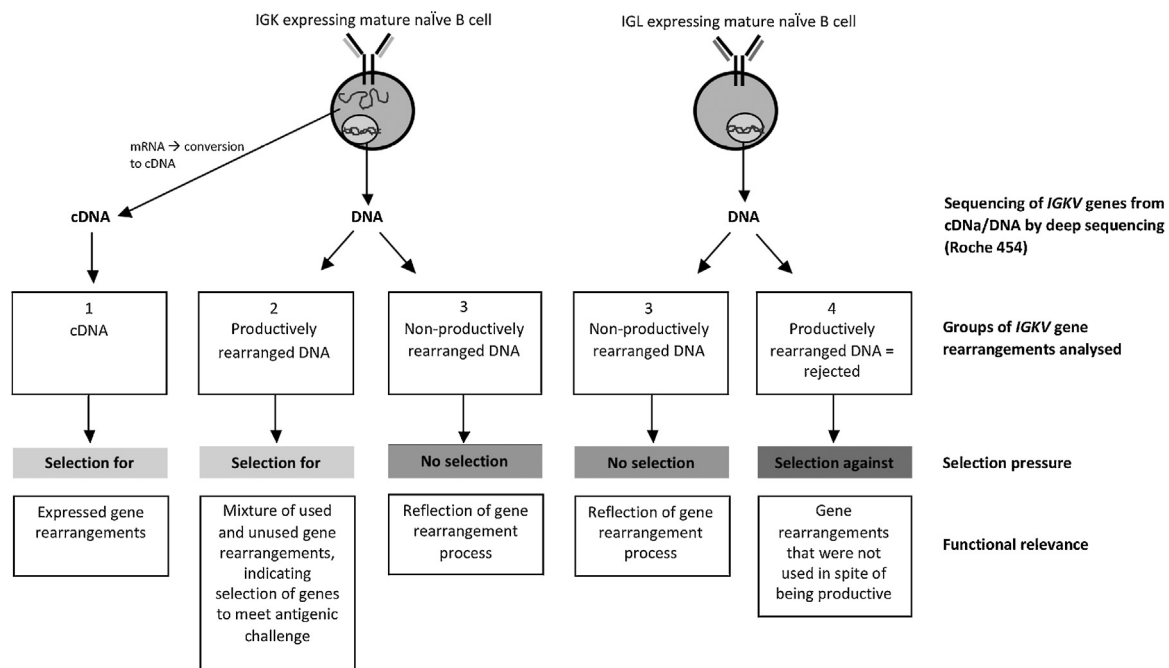 IGK expressing mature naÏve B cell
IGL expressing mature naÏve B cell
mRNA → conversion
to cDNA
cDNA
DNA
DNA
Sequencing of IGKV genes from
cDNa/DNA by deep sequencing
(Roche 454)
1
cDNA
2
Productively
rearranged DNA
3
Non-productively
rearranged DNA
3
Non-productively
rearranged DNA
4
Productively
rearranged DNA =
rejected
Groups of IGKV gene
rearrangements analysed
Selection for
Selection for
No selection
No selection
Selection against
Selection pressure
Expressed gene
rearrangements
Mixture of used
and unused gene
rearrangements,
indicating
selection of genes
to meet antigenic
challenge
Reflection of gene
rearrangement
process
Reflection of gene
rearrangement
process
Gene
rearrangements
that were not
used in spite of
being productive
Functional relevance